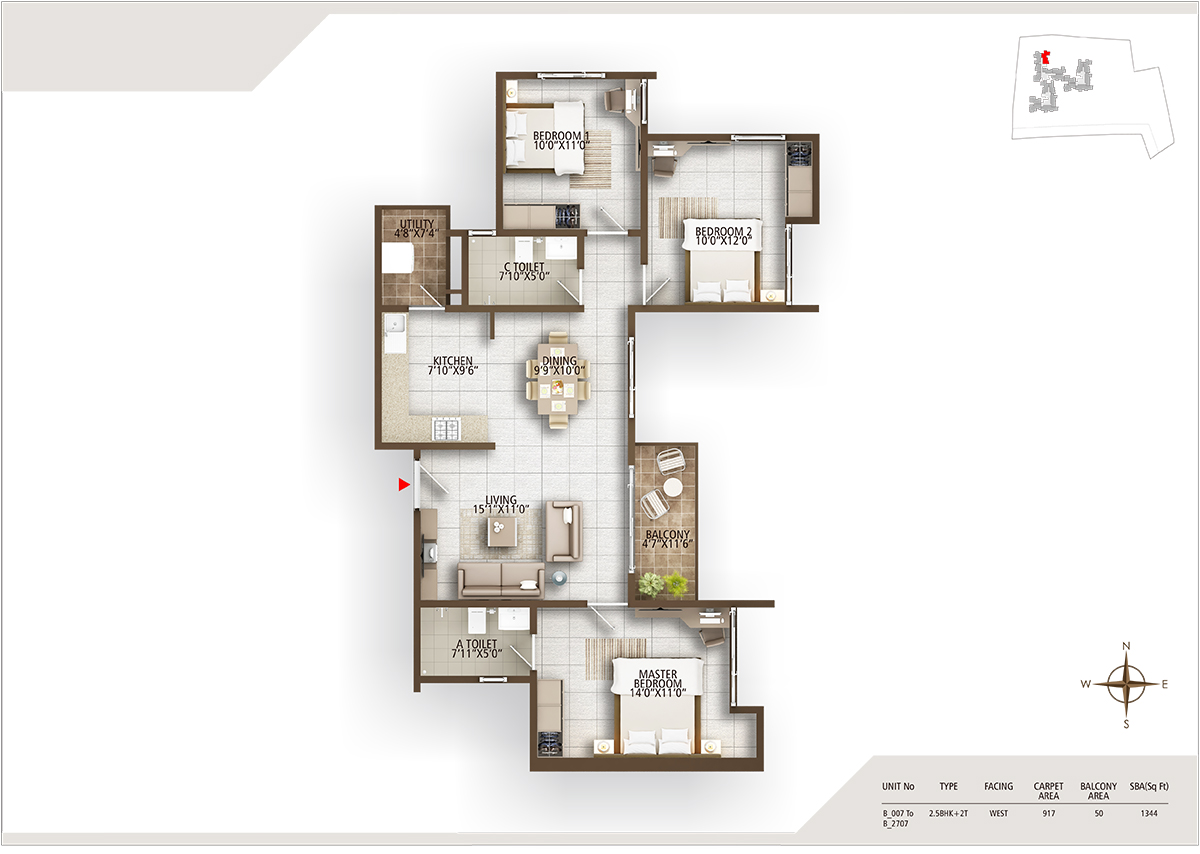 BEDROOM 1
10'0"X11'0"
UTILITY
4'8"X7'4"
BEDROOM 2
10'0"X12'0"
C TOILET
7'10"X5'0"
KITCHEN
7'10"X9'6"
DINING
9'9"X10'0"
LIVING
15'1"X11'0"
BALCONY
4'7"X11'6"
A TOILET
7'11"X5'0"
MASTER
BEDROOM
14'0"X11'0"
N
W E
S
UNIT No TYPE FACING CARPET AREA BALCONY AREA SBA(Sq Ft)
B_007 To B_2707 2.5BHK+2T WEST 917 50 1344